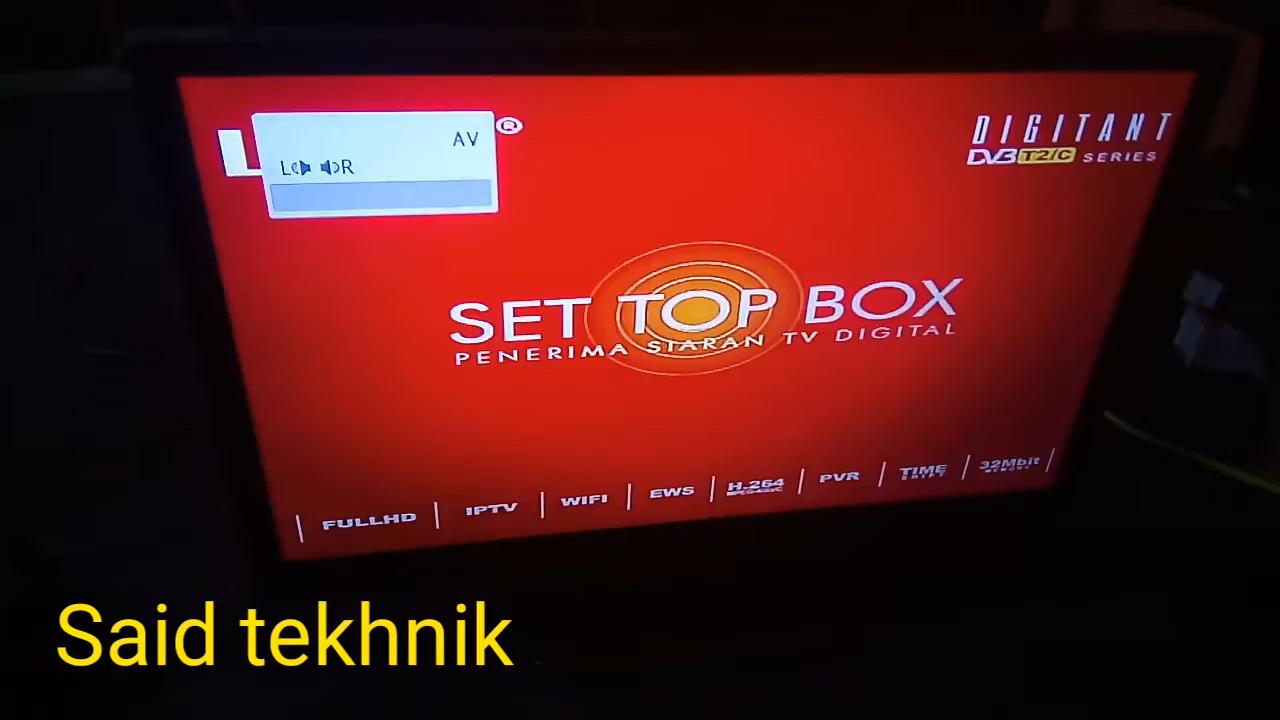 AV
L R
L ®
DIGITANT
DVB T2/C SERIES
SET TOP BOX
PENERIMA SIARAN TV DIGITAL
FULLHD | IPTV | WIFI | EWS | H.264 | PVR | TIME SHIFT | 32Mbit
Said tekhnik